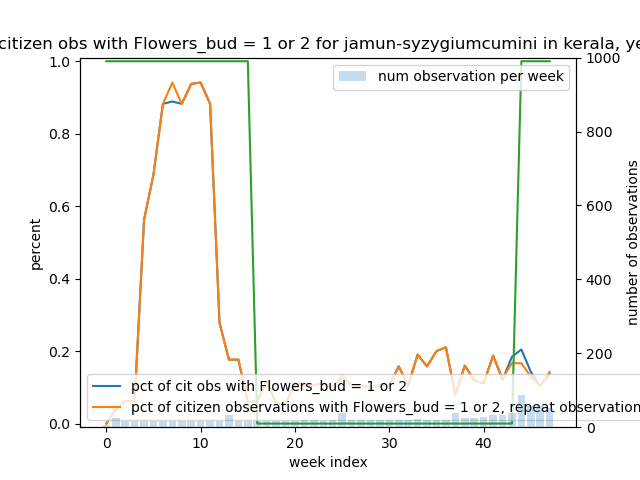 citizen obs with Flowers_bud = 1 or 2 for jamun-syzygiumcumini in kerala, ye
num observation per week
percent
number of observations
1.0
0.8
0.6
0.4
0.2
0.0
1000
800
600
400
200
0
pct of cit obs with Flowers_bud = 1 or 2
pct of citizen observations with Flowers_bud = 1 or 2, repeat observation
0 10 20 30 40
week index